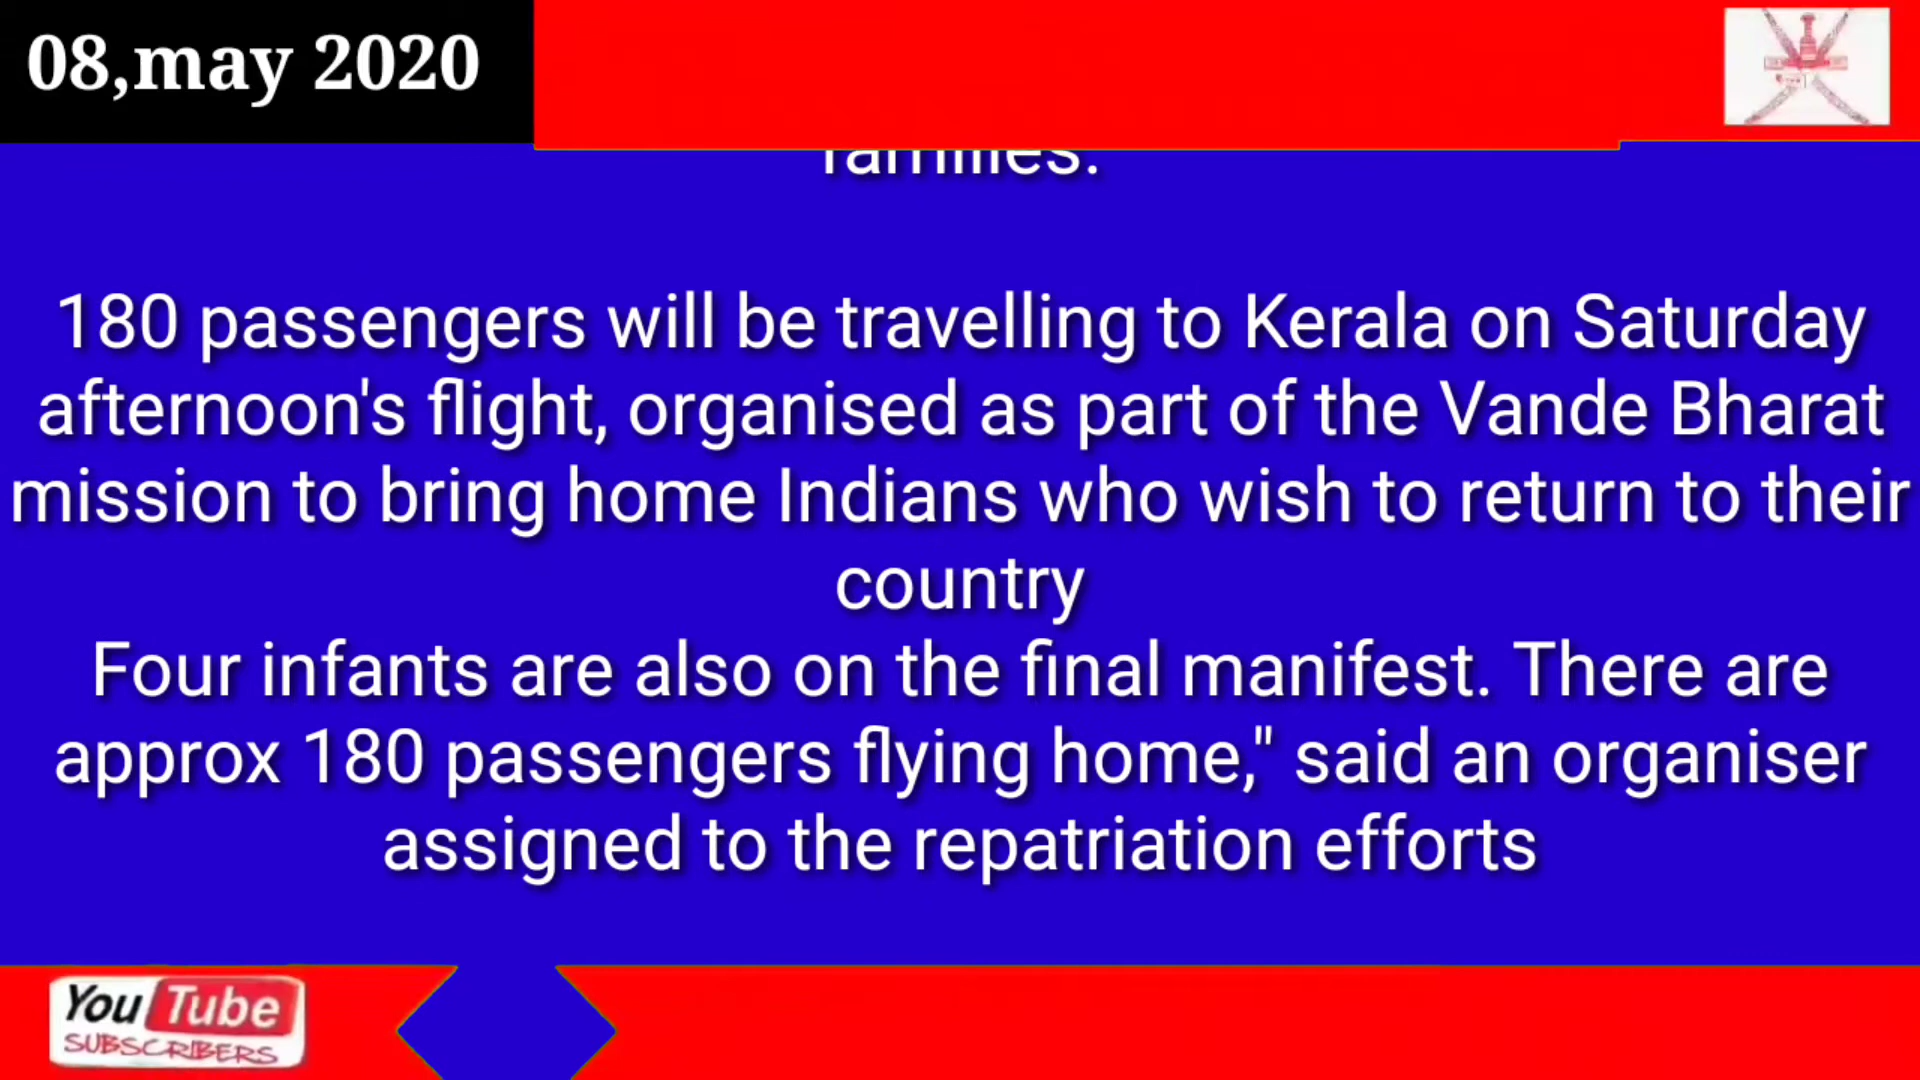 08,may 2020
families.
180 passengers will be travelling to Kerala on Saturday
afternoon's flight, organised as part of the Vande Bharat
mission to bring home Indians who wish to return to their
country
Four infants are also on the final manifest. There are
approx 180 passengers flying home," said an organiser
assigned to the repatriation efforts
YouTube
SUBSCRIBERS